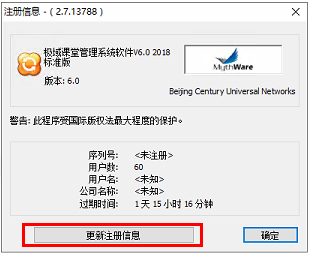 注册信息 - ( 2.7.13788 )
极域课堂管理系统软件V6.0 2018
标准版
版本: 6.0
MythWare
Beijing Century Universal Networks
警告: 此程序受国际版权法最大程度的保护。
序列号: <未注册>
用户数: 60
用户名: <未知>
公司名称: <未知>
过期时间: 1 天 15 小时 16 分钟
更新注册信息
确定